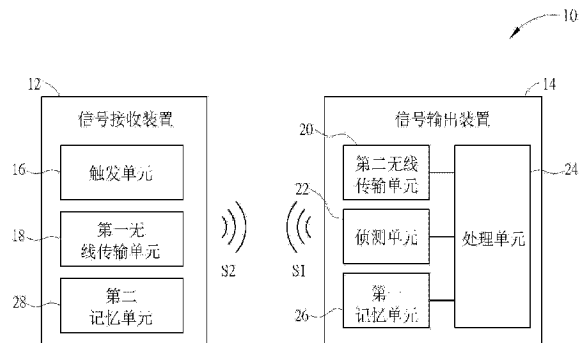 10
12
14
信号接收装置
信号输出装置
16
触发单元
20
第二无线
传输单元
24
18
第一无
线传输单元
22
侦测单元
处理单元
S2
S1
28
第二
记忆单元
26
第一
记忆单元